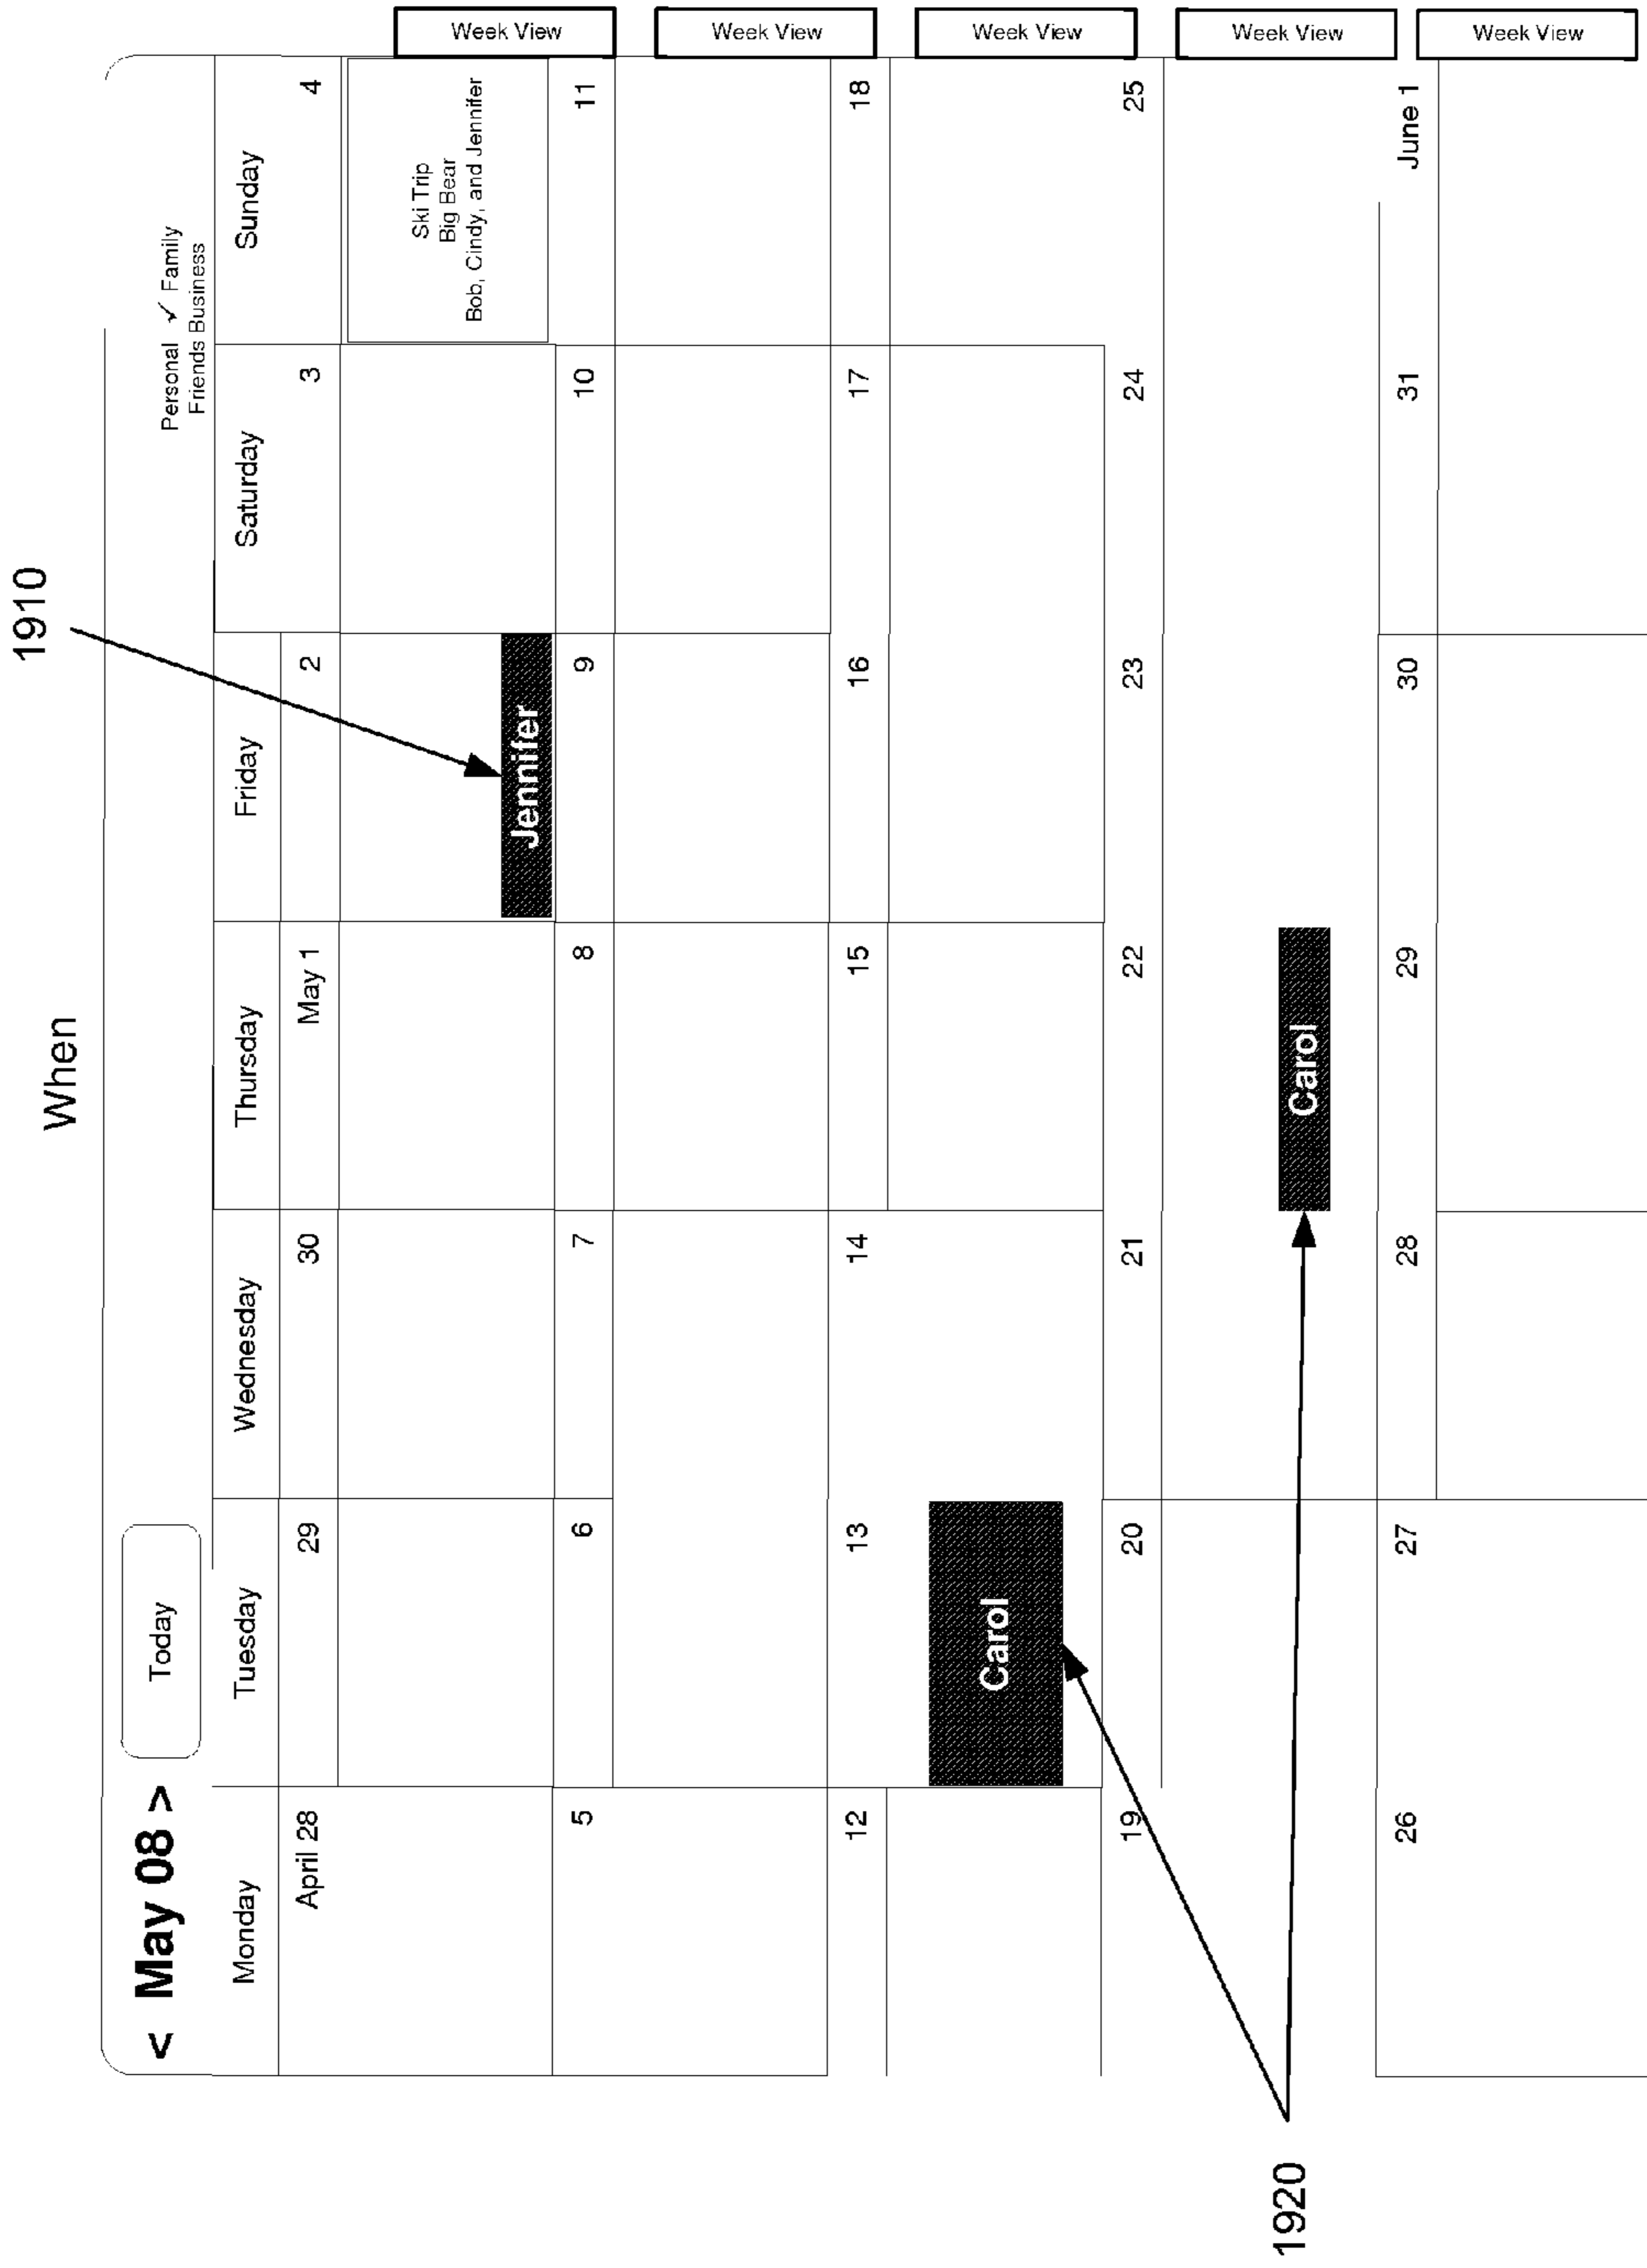 When
1910
< May 08 >
Today
Personal ✓ Family
Friends Business
Monday Tuesday Wednesday Thursday Friday Saturday Sunday
April 28 29 30 May 1 2 3 4
Week View
Ski Trip
Big Bear
Bob, Cindy, and Jennifer
Jennifer
5 6 7 8 9 10 11
Week View
12 13 14 15 16 17 18
Week View
Carol
19 20 21 22 23 24 25
Week View
Carol
26 27 28 29 30 31 June 1
Week View
1920